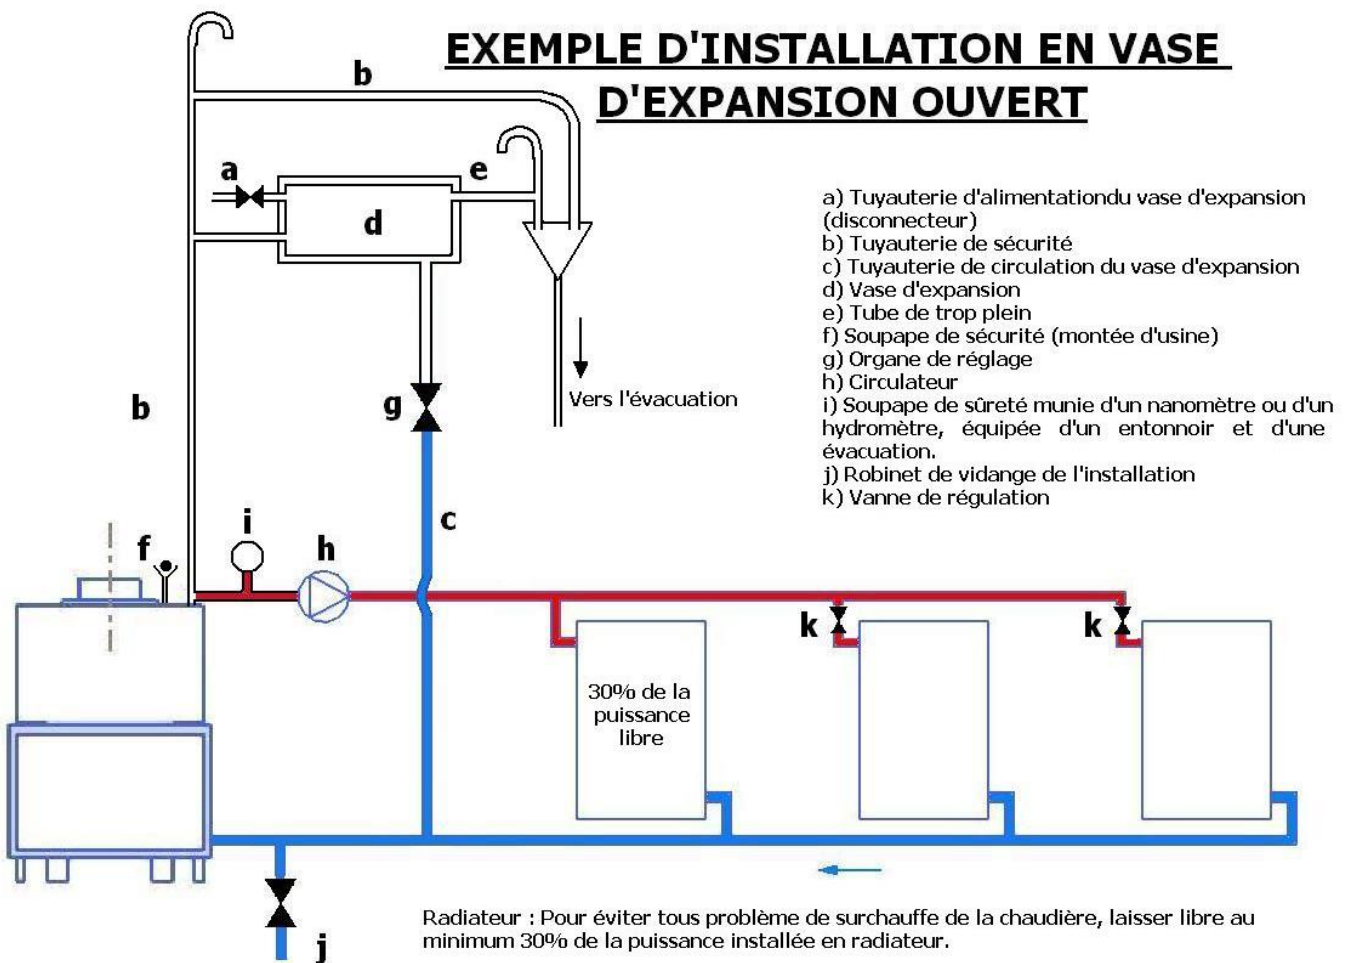 EXEMPLE D'INSTALLATION EN VASE
D'EXPANSION OUVERT
b
a
e
d
a) Tuyauterie d'alimentationdu vase d'expansion
(disconnecteur)
b) Tuyauterie de sécurité
c) Tuyauterie de circulation du vase d'expansion
d) Vase d'expansion
e) Tube de trop plein
f) Soupape de sécurité (montée d'usine)
g) Organe de réglage
h) Circulateur
i) Soupape de sûreté munie d'un nanomètre ou d'un
hydromètre, équipée d'un entonnoir et d'une
évacuation.
j) Robinet de vidange de l'installation
k) Vanne de régulation
b
g
Vers l'évacuation
c
f
i
h
k
k
30% de la
puissance
libre
j
Radiateur : Pour éviter tous problème de surchauffe de la chaudière, laisser libre au
minimum 30% de la puissance installée en radiateur.